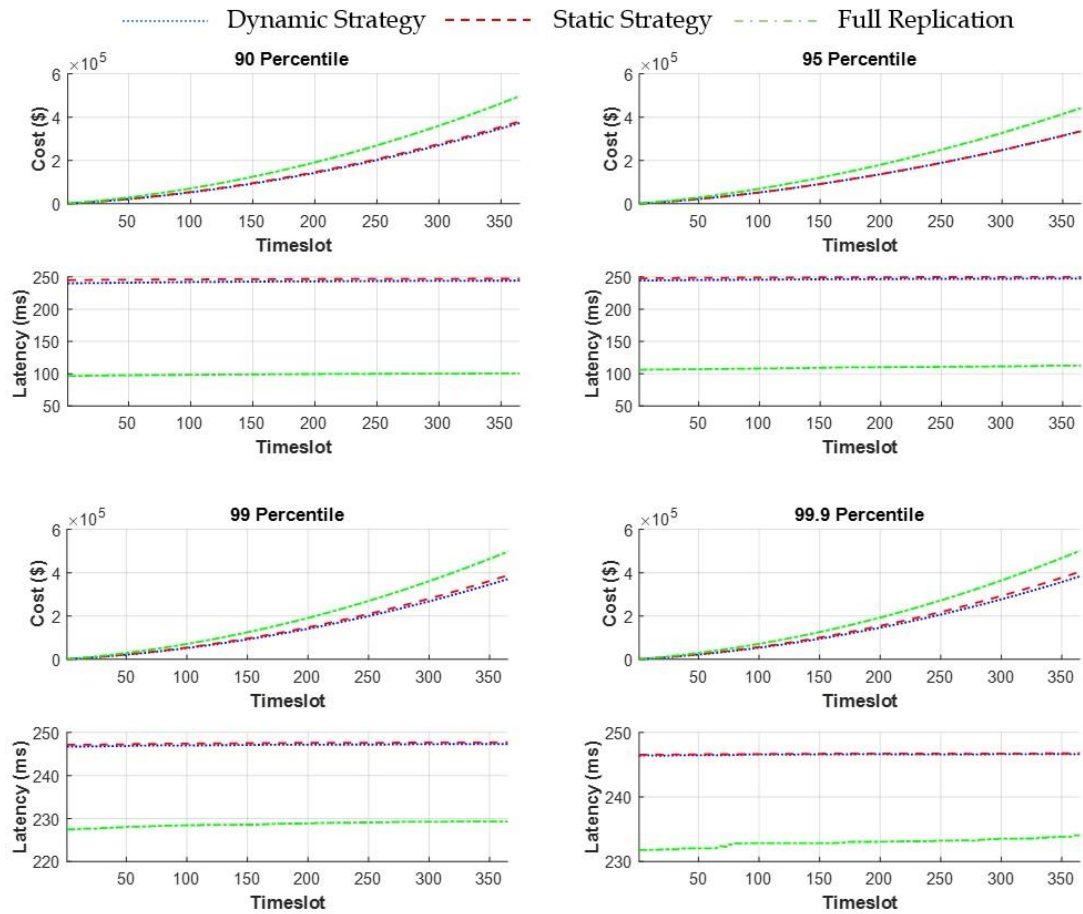 Dynamic Strategy Static Strategy Full Replication
90 Percentile
×10^5
6
4
2
0
Cost ($)
50 100 150 200 250 300 350
Timeslot
95 Percentile
×10^5
6
4
2
0
Cost ($)
50 100 150 200 250 300 350
Timeslot
250
200
150
100
50
Latency (ms)
50 100 150 200 250 300 350
Timeslot
250
200
150
100
50
Latency (ms)
50 100 150 200 250 300 350
Timeslot
99 Percentile
×10^5
6
4
2
0
Cost ($)
50 100 150 200 250 300 350
Timeslot
99.9 Percentile
×10^5
6
4
2
0
Cost ($)
50 100 150 200 250 300 350
Timeslot
250
240
230
220
Latency (ms)
50 100 150 200 250 300 350
Timeslot
250
240
230
Latency (ms)
50 100 150 200 250 300 350
Timeslot